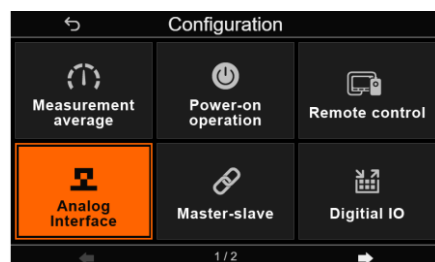 Configuration
Measurement
average
Power-on
operation
Remote control
Analog
Interface
Master-slave
Digitial IO
1/2